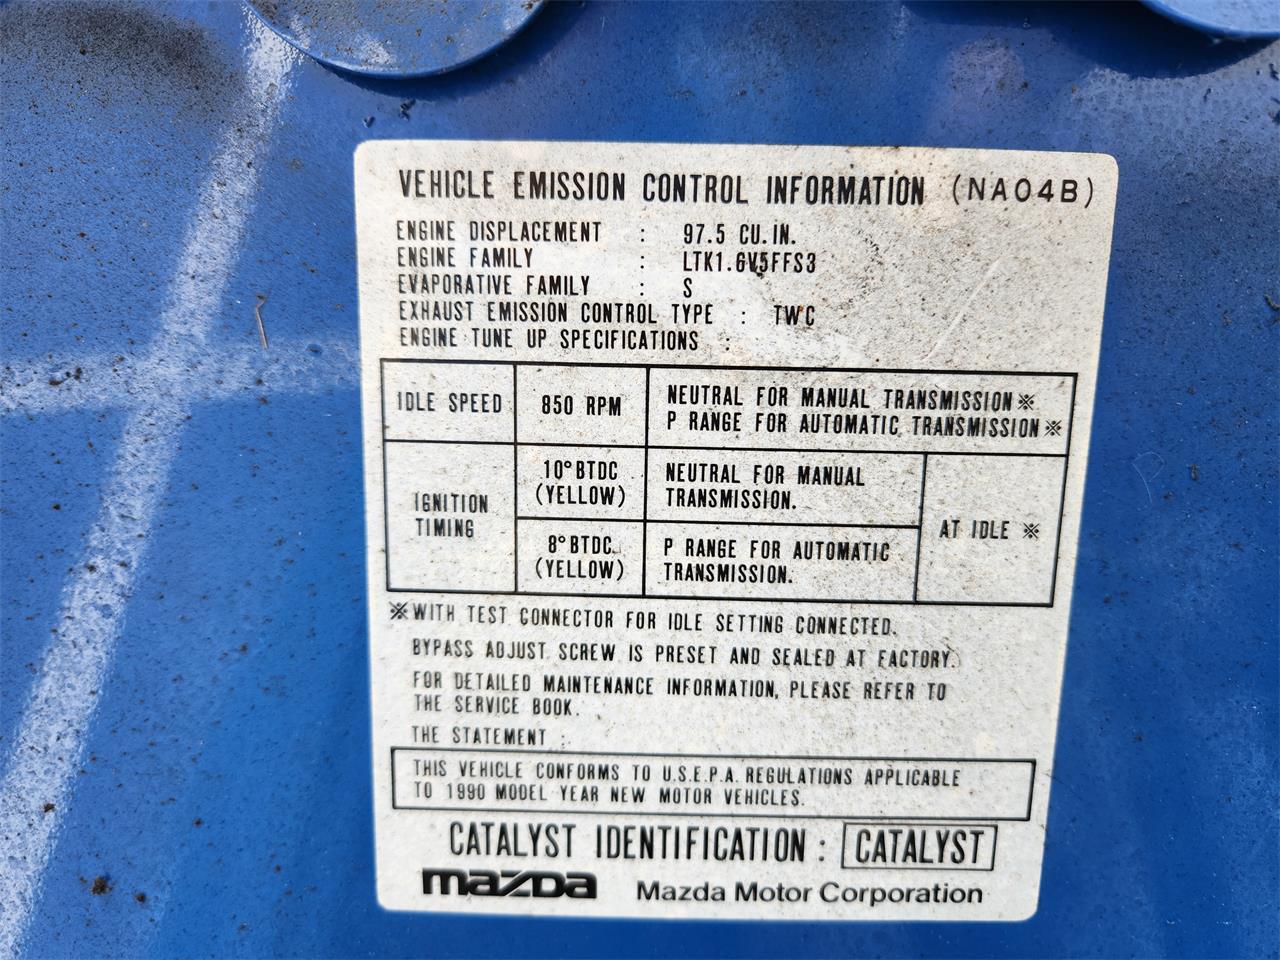 VEHICLE EMISSION CONTROL INFORMATION (NA04B)
ENGINE DISPLACEMENT : 97.5 CU.IN.
ENGINE FAMILY : LTK1.6V5FFS3
EVAPORATIVE FAMILY : S
EXHAUST EMISSION CONTROL TYPE : TWC
ENGINE TUNE UP SPECIFICATIONS :
IDLE SPEED
850 RPM
NEUTRAL FOR MANUAL TRANSMISSION※
P RANGE FOR AUTOMATIC TRANSMISSION※
IGNITION
TIMING
10°BTDC
(YELLOW)
NEUTRAL FOR MANUAL
TRANSMISSION.
8°BTDC
(YELLOW)
P RANGE FOR AUTOMATIC
TRANSMISSION.
AT IDLE ※
※WITH TEST CONNECTOR FOR IDLE SETTING CONNECTED.
BYPASS ADJUST SCREW IS PRESET AND SEALED AT FACTORY.
FOR DETAILED MAINTENANCE INFORMATION, PLEASE REFER TO
THE SERVICE BOOK.
THE STATEMENT :
THIS VEHICLE CONFORMS TO U.S.E.P.A. REGULATIONS APPLICABLE
TO 1990 MODEL YEAR NEW MOTOR VEHICLES.
CATALYST IDENTIFICATION : CATALYST
mazda Mazda Motor Corporation